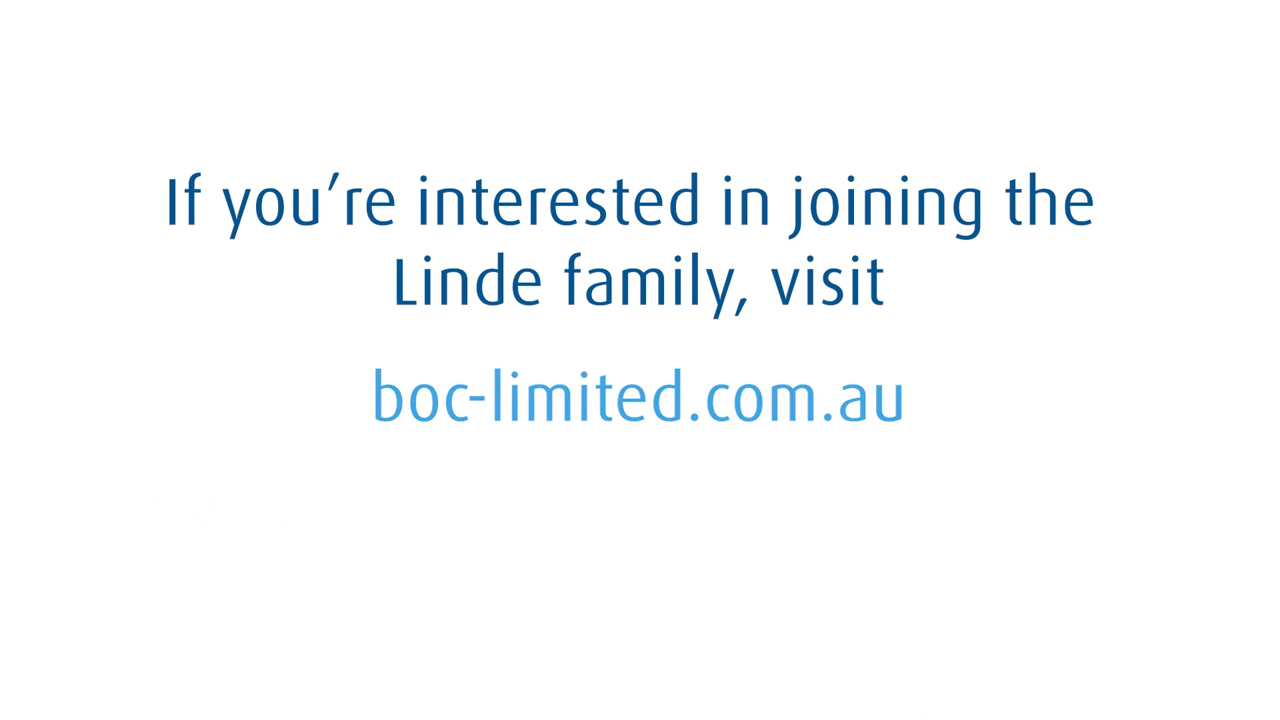 If you’re interested in joining the
Linde family, visit
boc-limited.com.au